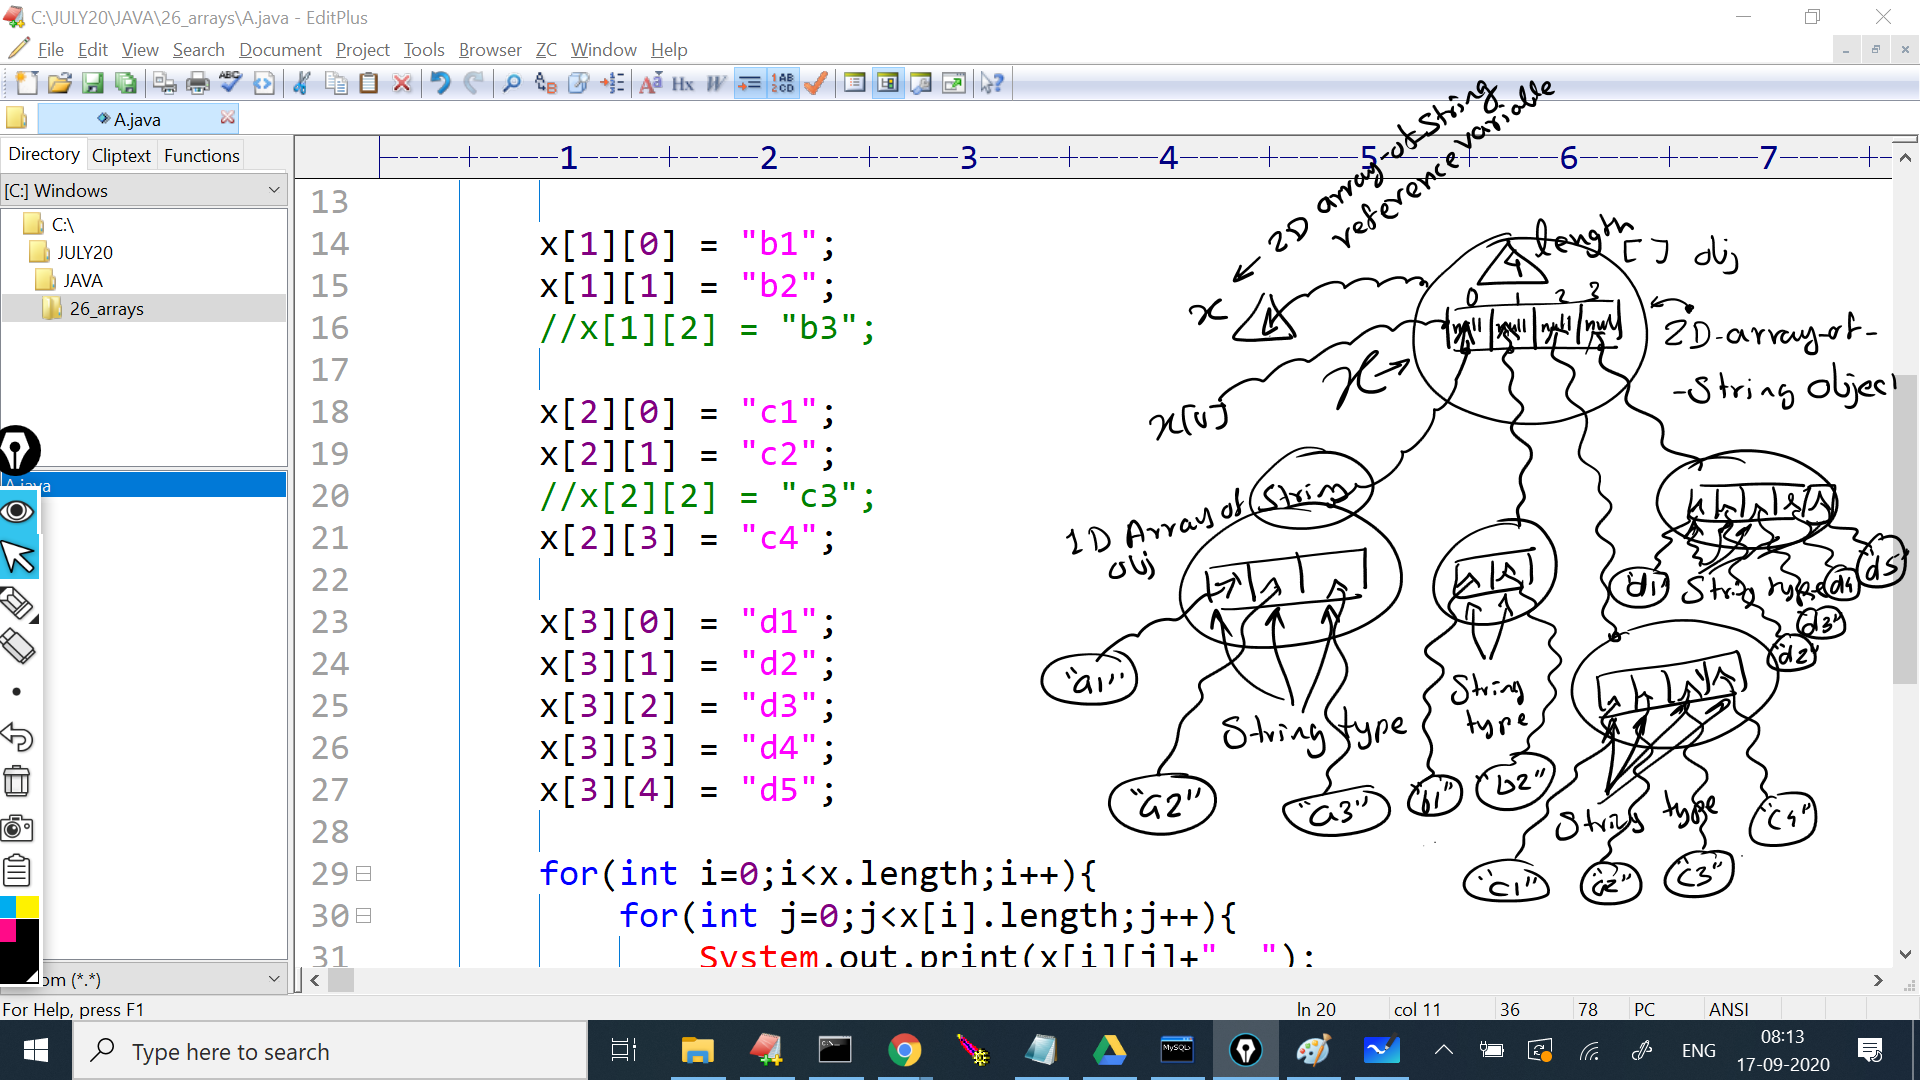 C:\JULY20\JAVA\26_arrays\A.java - EditPlus
File Edit View Search Document Project Tools Browser ZC Window Help
A.java
Directory Cliptext Functions
[C:] Windows
C:\
JULY20
JAVA
26_arrays
A.java
1 2 3 4 5 6 7
13
14 x[1][0] = "b1";
15 x[1][1] = "b2";
16 //x[1][2] = "b3";
17
18 x[2][0] = "c1";
19 x[2][1] = "c2";
20 //x[2][2] = "c3";
21 x[2][3] = "c4";
22
23 x[3][0] = "d1";
24 x[3][1] = "d2";
25 x[3][2] = "d3";
26 x[3][3] = "d4";
27 x[3][4] = "d5";
28
29 for(int i=0;i<x.length;i++){
30 for(int j=0;j<x[i].length;j++){
31 System.out.print(x[i][j]+" ");
2D array-of-String
reference variable
length
4
[ ] obj
x
0 1 2 3
null null null null
2D-array-of-
-String Object
x
x[0]
1D Array of String
obj
"a1"
"a2"
"a3"
String type
"b1"
"b2"
String
type
"c1"
"c2"
"c3"
"c4"
String type
"d1"
"d2"
"d3"
"d4"
"d5"
String type
(*.*)
For Help, press F1
ln 20 col 11 36 78 PC ANSI
Type here to search
MySQL
ENG
08:13
17-09-2020